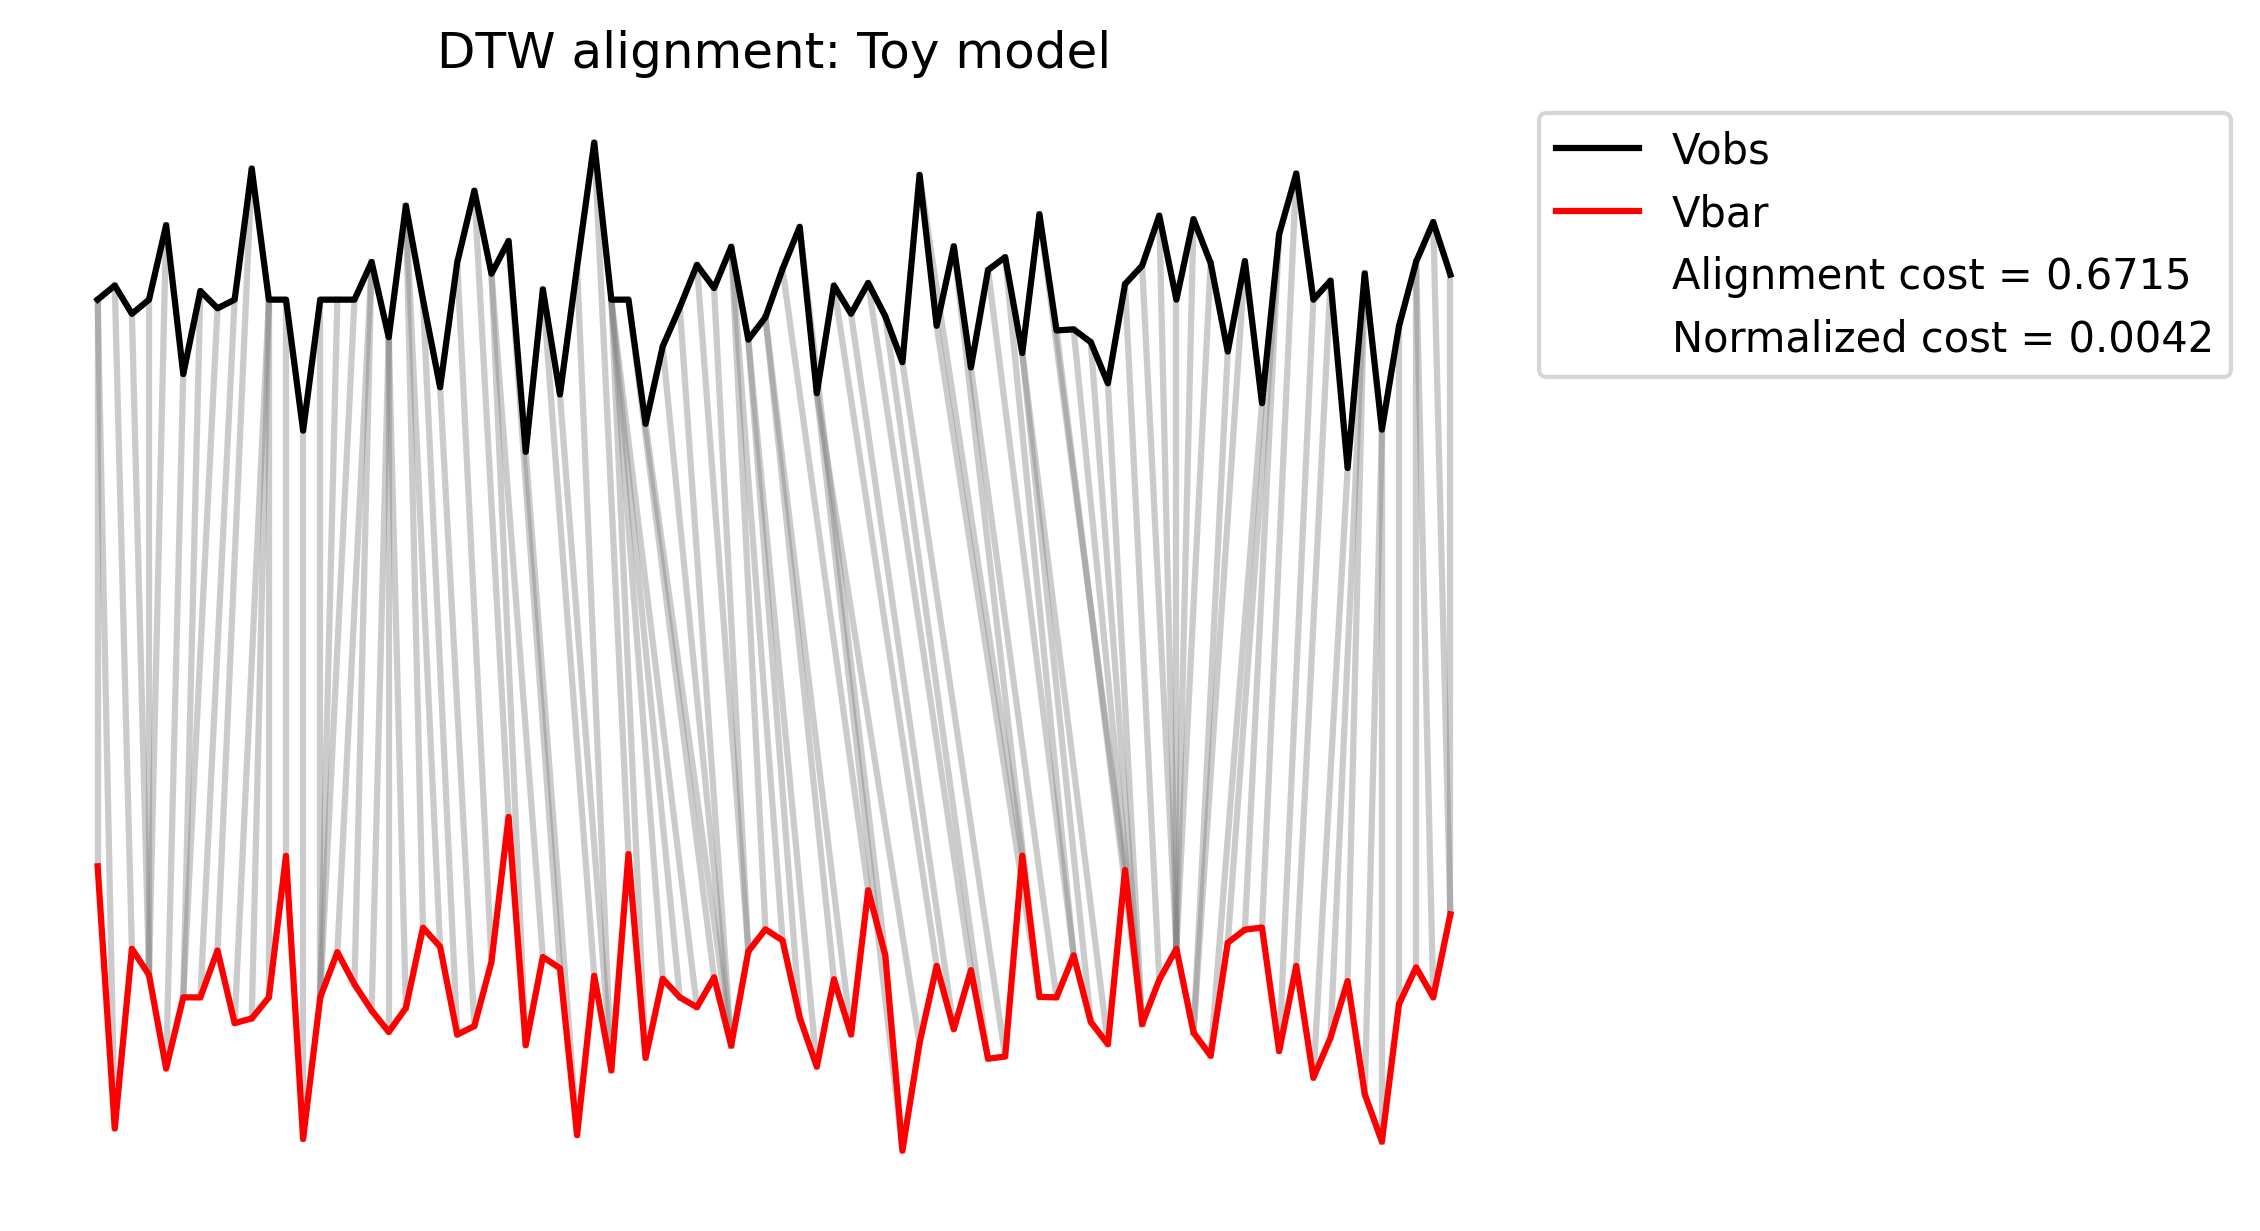 DTW alignment: Toy model
Vobs
Vbar
Alignment cost = 0.6715
Normalized cost = 0.0042